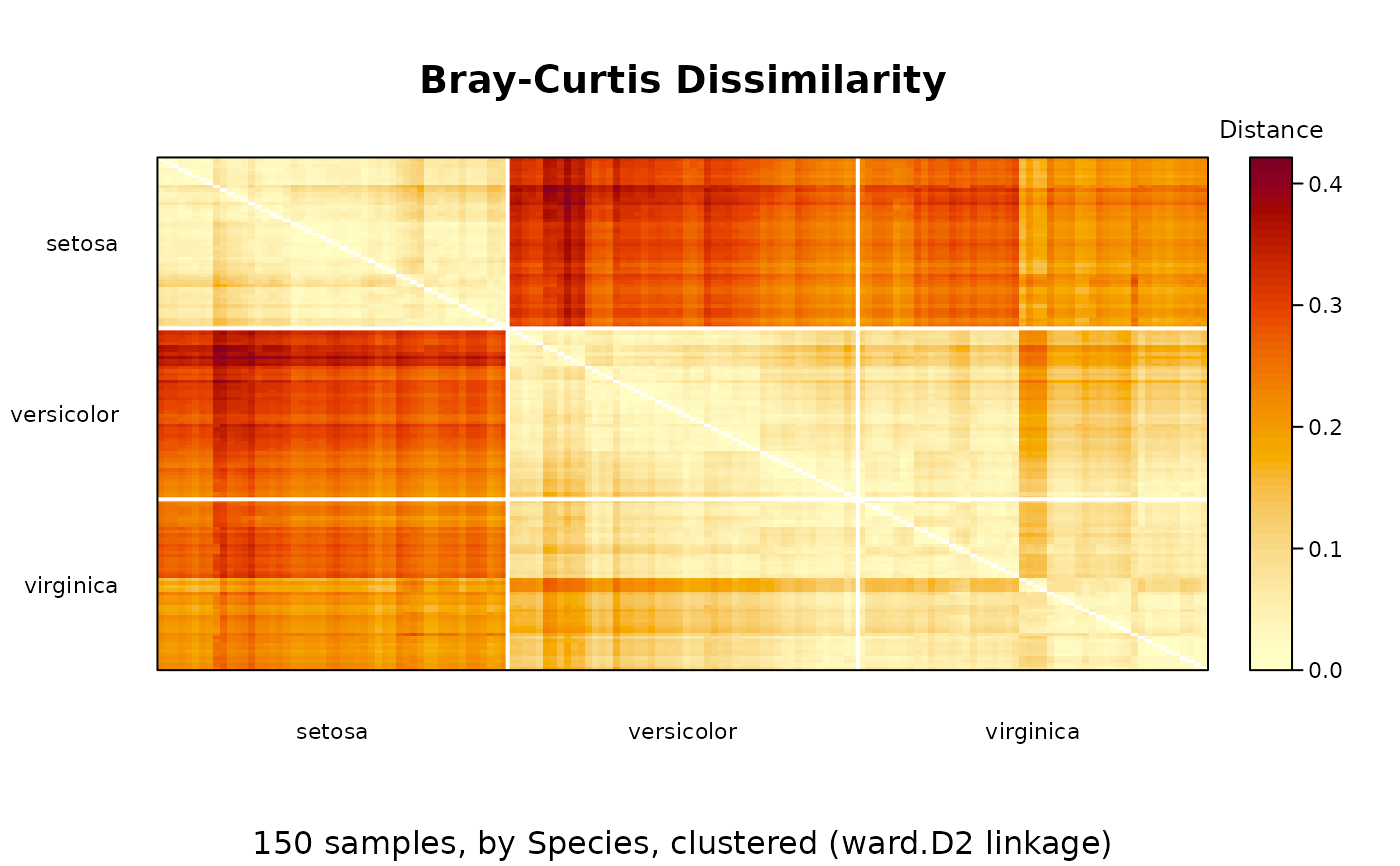 Bray-Curtis Dissimilarity
Distance
0.4
0.3
0.2
0.1
0.0
setosa
versicolor
virginica
setosa versicolor virginica
150 samples, by Species, clustered (ward.D2 linkage)